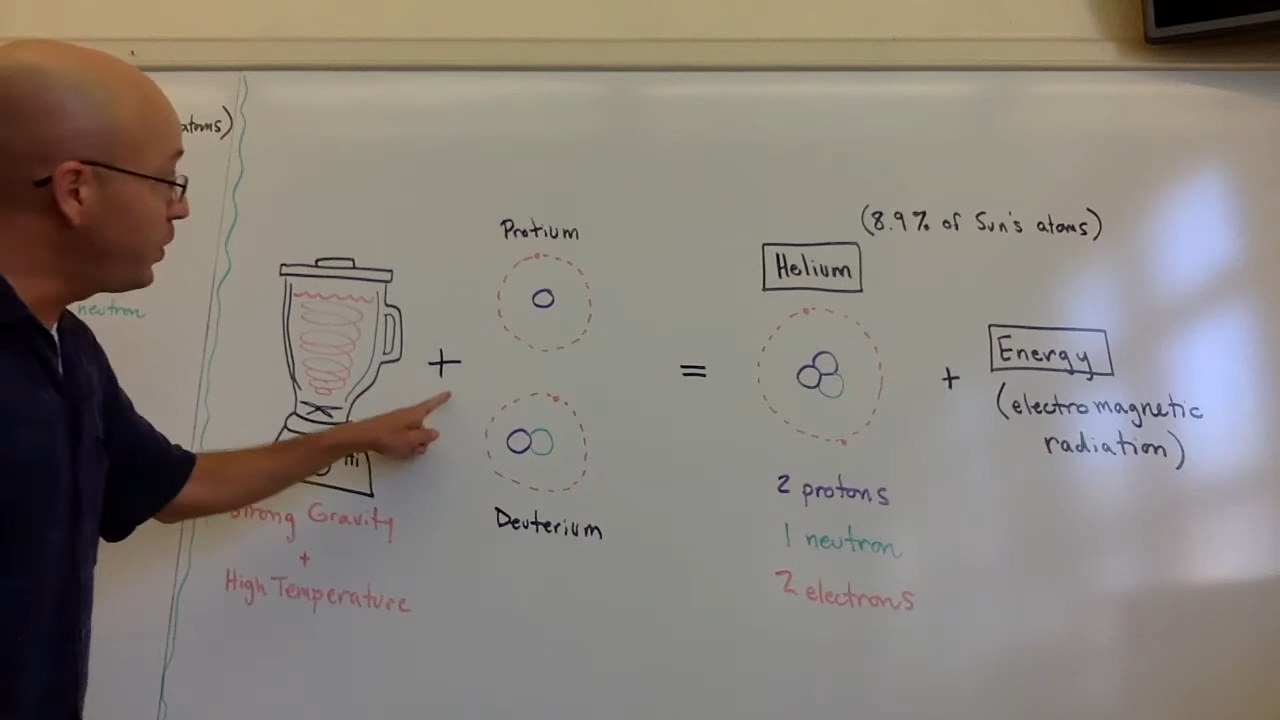 atoms)
neutron
Hi
Strong Gravity
+
High Temperature
+
Protium
Deuterium
=
(8.9% of Sun's atoms)
Helium
2 protons
1 neutron
2 electrons
+
Energy
(electromagnetic
radiation)